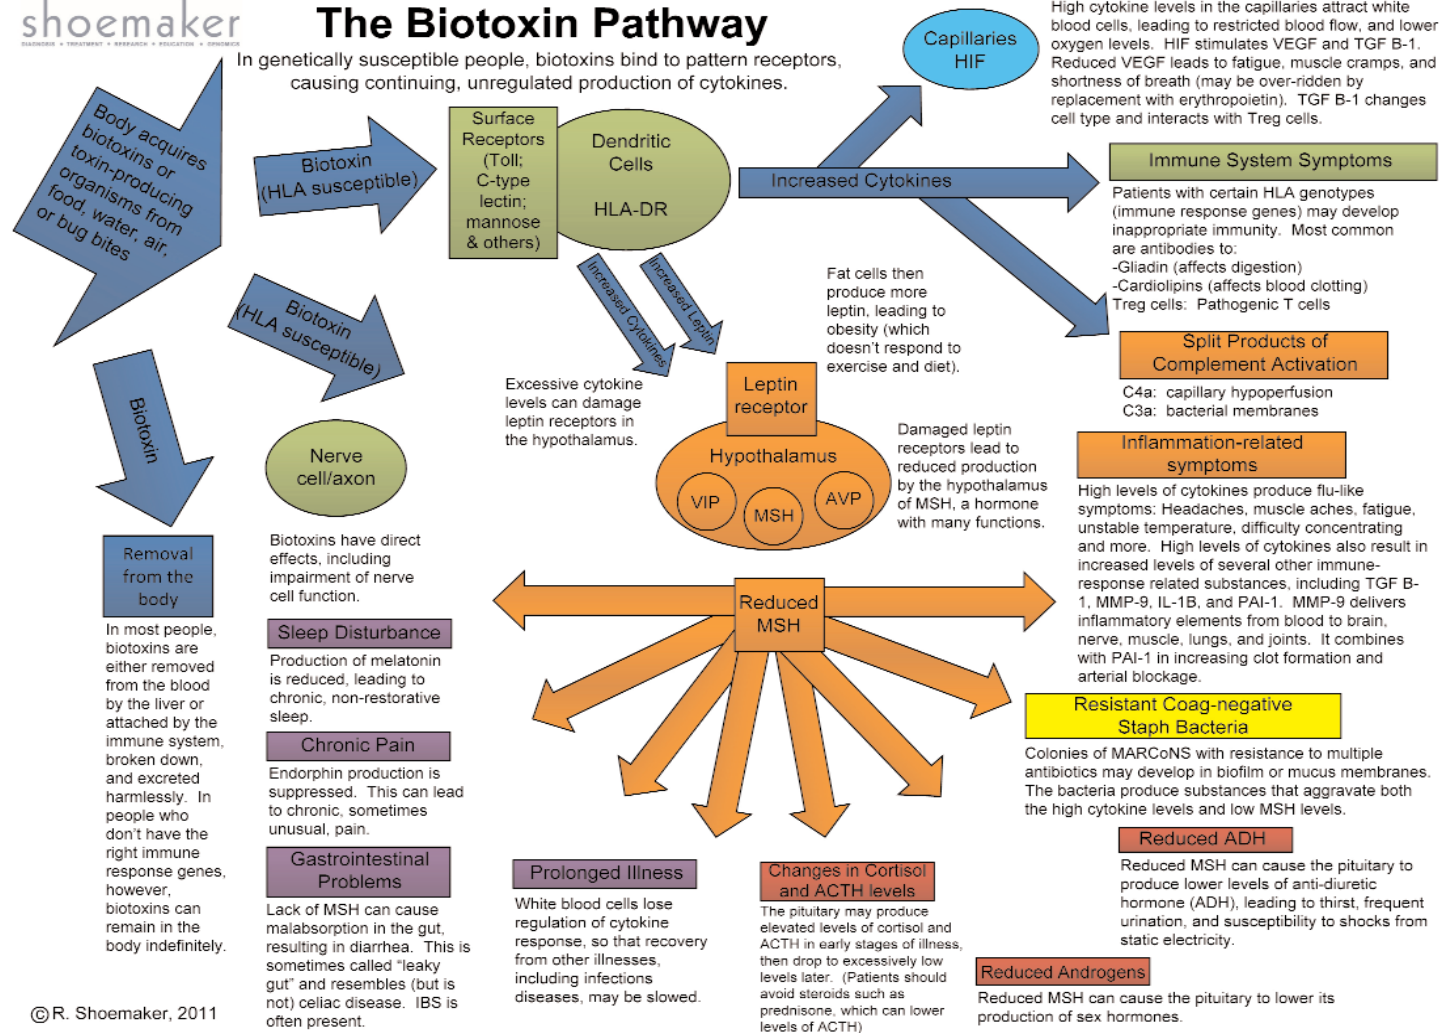 shoemaker
DIAGNOSIS • TREATMENT • RESEARCH • EDUCATION • GENOMICS
The Biotoxin Pathway
In genetically susceptible people, biotoxins bind to pattern receptors,
causing continuing, unregulated production of cytokines.
Capillaries
HIF
High cytokine levels in the capillaries attract white
blood cells, leading to restricted blood flow, and lower
oxygen levels.  HIF stimulates VEGF and TGF B-1.
Reduced VEGF leads to fatigue, muscle cramps, and
shortness of breath (may be over-ridden by
replacement with erythropoietin).  TGF B-1 changes
cell type and interacts with Treg cells.
Body acquires
biotoxins or
toxin-producing
organisms from
food, water, air,
or bug bites
Biotoxin
(HLA susceptible)
Surface
Receptors
(Toll;
C-type
lectin;
mannose
& others)
Dendritic
Cells
HLA-DR
Increased Cytokines
Immune System Symptoms
Patients with certain HLA genotypes
(immune response genes) may develop
inappropriate immunity.  Most common
are antibodies to:
-Gliadin (affects digestion)
-Cardiolipins (affects blood clotting)
Treg cells:  Pathogenic T cells
Biotoxin
(HLA susceptible)
Increased Cytokines
Increased Leptin
Fat cells then
produce more
leptin, leading to
obesity (which
doesn't respond to
exercise and diet).
Split Products of
Complement Activation
C4a:  capillary hypoperfusion
C3a:  bacterial membranes
Biotoxin
Excessive cytokine
levels can damage
leptin receptors in
the hypothalamus.
Leptin
receptor
Hypothalamus
VIP
MSH
AVP
Damaged leptin
receptors lead to
reduced production
by the hypothalamus
of MSH, a hormone
with many functions.
Inflammation-related
symptoms
High levels of cytokines produce flu-like
symptoms: Headaches, muscle aches, fatigue,
unstable temperature, difficulty concentrating
and more.  High levels of cytokines also result in
increased levels of several other immune-
response related substances, including TGF B-
1, MMP-9, IL-1B, and PAI-1.  MMP-9 delivers
inflammatory elements from blood to brain,
nerve, muscle, lungs, and joints.  It combines
with PAI-1 in increasing clot formation and
arterial blockage.
Nerve
cell/axon
Biotoxins have direct
effects, including
impairment of nerve
cell function.
Removal
from the
body
In most people,
biotoxins are
either removed
from the blood
by the liver or
attached by the
immune system,
broken down,
and excreted
harmlessly.  In
people who
don't have the
right immune
response genes,
however,
biotoxins can
remain in the
body indefinitely.
Reduced
MSH
Sleep Disturbance
Production of melatonin
is reduced, leading to
chronic, non-restorative
sleep.
Chronic Pain
Endorphin production is
suppressed.  This can lead
to chronic, sometimes
unusual, pain.
Gastrointestinal
Problems
Lack of MSH can cause
malabsorption in the gut,
resulting in diarrhea.  This is
sometimes called "leaky
gut" and resembles (but is
not) celiac disease.  IBS is
often present.
Prolonged Illness
White blood cells lose
regulation of cytokine
response, so that recovery
from other illnesses,
including infections
diseases, may be slowed.
Changes in Cortisol
and ACTH levels
The pituitary may produce
elevated levels of cortisol and
ACTH in early stages of illness,
then drop to excessively low
levels later.  (Patients should
avoid steroids such as
prednisone, which can lower
levels of ACTH)
Resistant Coag-negative
Staph Bacteria
Colonies of MARCoNS with resistance to multiple
antibiotics may develop in biofilm or mucus membranes.
The bacteria produce substances that aggravate both
the high cytokine levels and low MSH levels.
Reduced ADH
Reduced MSH can cause the pituitary to
produce lower levels of anti-diuretic
hormone (ADH), leading to thirst, frequent
urination, and susceptibility to shocks from
static electricity.
Reduced Androgens
Reduced MSH can cause the pituitary to lower its
production of sex hormones.
© R. Shoemaker, 2011